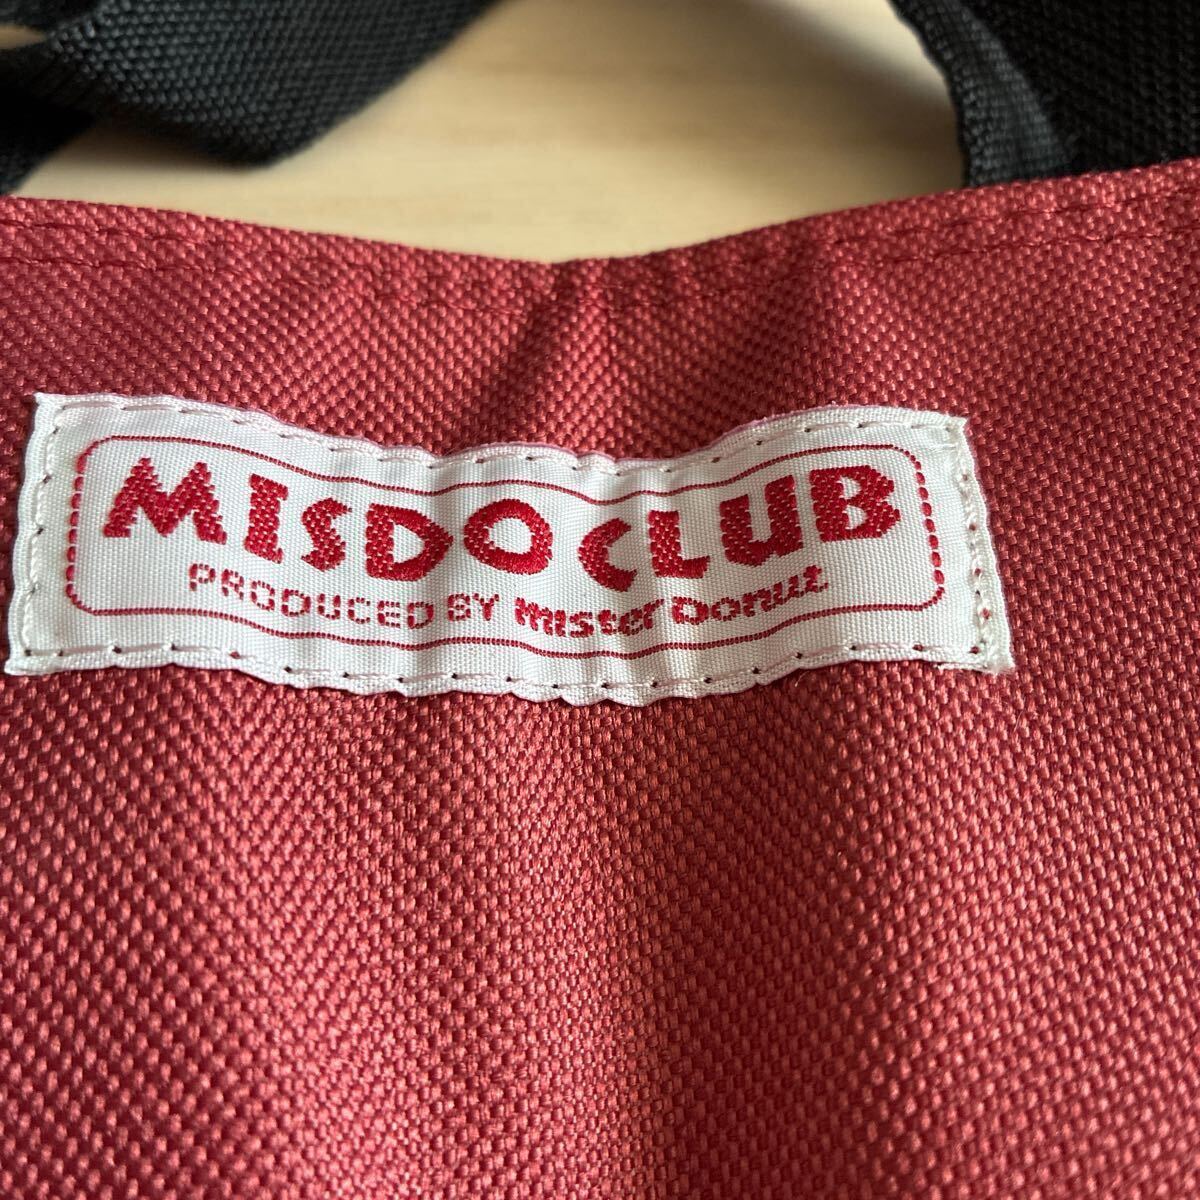 MISDO CLUB
PRODUCED BY mister Donut